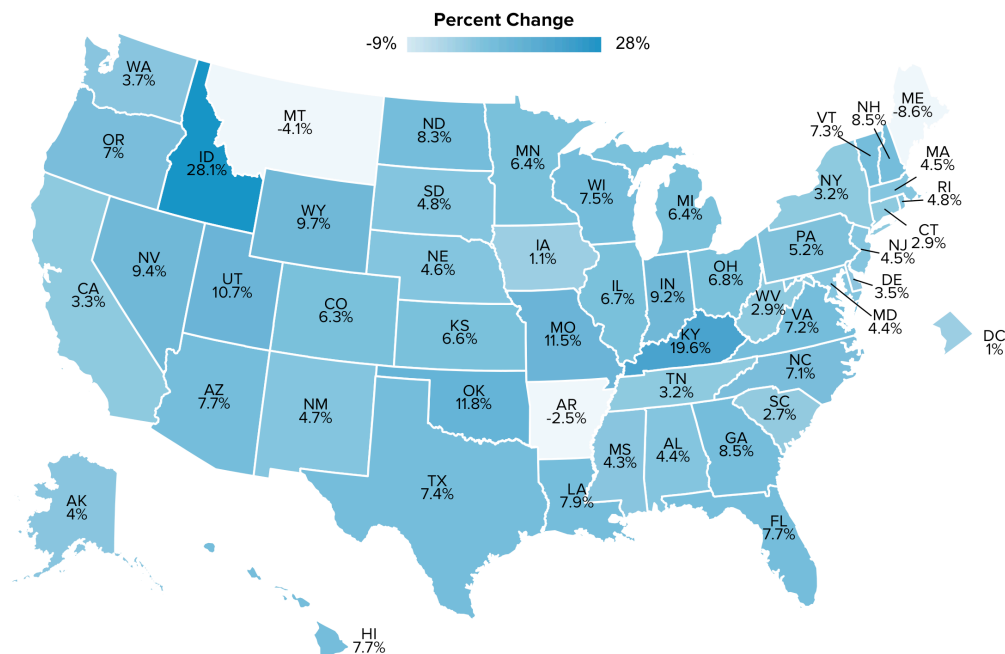 Percent Change
-9% 28%
WA
3.7%
OR
7%
ID
28.1%
MT
-4.1%
ND
8.3%
MN
6.4%
SD
4.8%
WI
7.5%
MI
6.4%
WY
9.7%
NE
4.6%
IA
1.1%
NV
9.4%
UT
10.7%
CO
6.3%
KS
6.6%
CA
3.3%
AZ
7.7%
NM
4.7%
OK
11.8%
TX
7.4%
MO
11.5%
AR
-2.5%
LA
7.9%
IL
6.7%
IN
9.2%
OH
6.8%
KY
19.6%
TN
3.2%
MS
4.3%
AL
4.4%
GA
8.5%
FL
7.7%
SC
2.7%
NC
7.1%
VA
7.2%
WV
2.9%
PA
5.2%
NY
3.2%
VT
7.3%
NH
8.5%
ME
-8.6%
MA
4.5%
RI
4.8%
CT
2.9%
NJ
4.5%
DE
3.5%
MD
4.4%
DC
1%
AK
4%
HI
7.7%